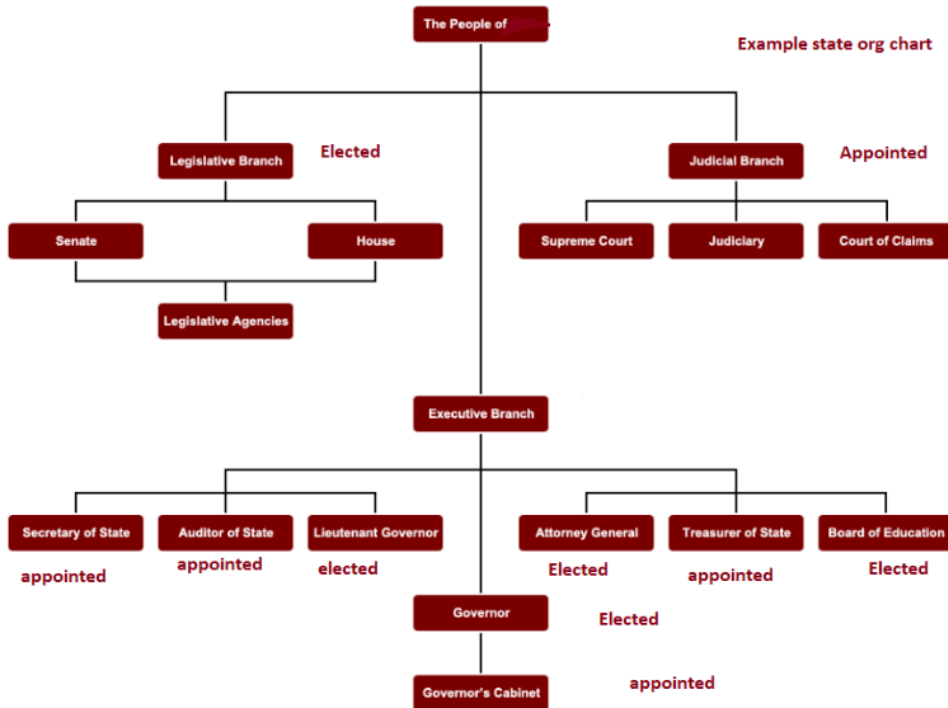 The People of
Example state org chart
Legislative Branch
Elected
Judicial Branch
Appointed
Senate
House
Supreme Court
Judiciary
Court of Claims
Legislative Agencies
Executive Branch
Secretary of State
Auditor of State
Lieutenant Governor
Attorney General
Treasurer of State
Board of Education
appointed
appointed
elected
Elected
appointed
Elected
Governor
Elected
Governor's Cabinet
appointed